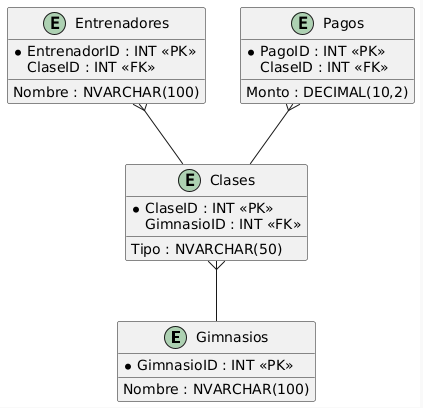 E Entrenadores
* EntrenadorID : INT «PK»
ClaseID : INT «FK»
Nombre : NVARCHAR(100)
E Pagos
* PagoID : INT «PK»
ClaseID : INT «FK»
Monto : DECIMAL(10,2)
E Clases
* ClaseID : INT «PK»
GimnasioID : INT «FK»
Tipo : NVARCHAR(50)
E Gimnasios
* GimnasioID : INT «PK»
Nombre : NVARCHAR(100)